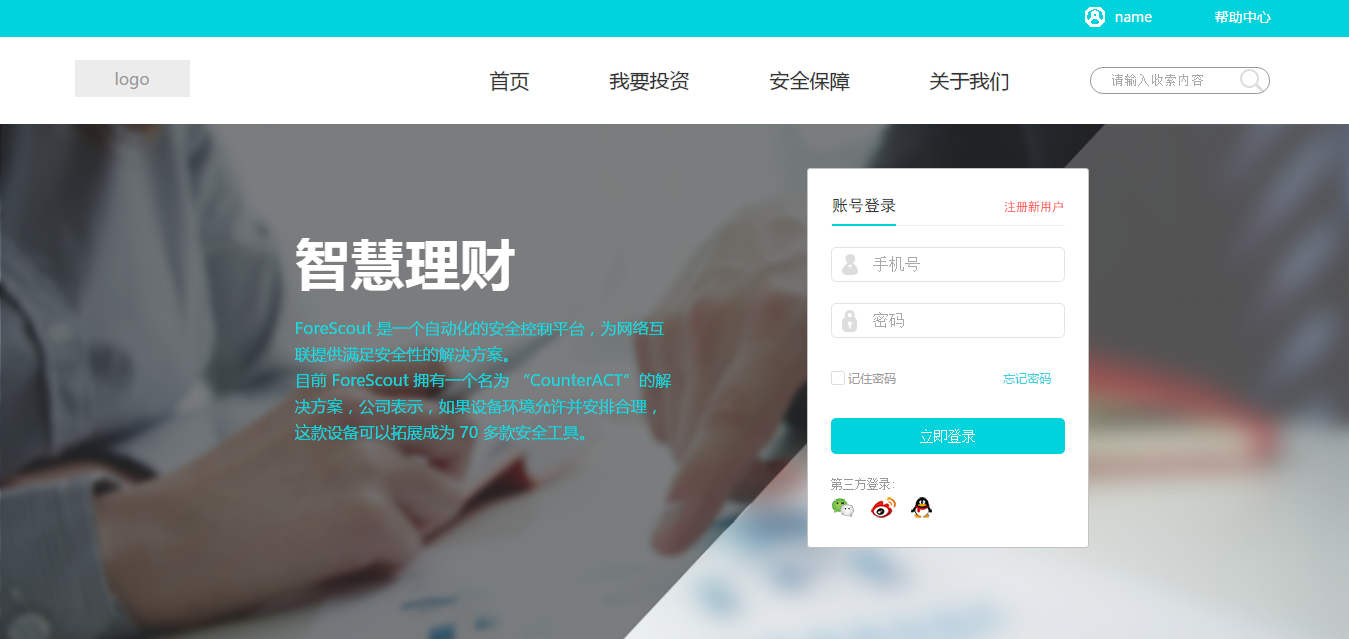 name
帮助中心
logo
首页
我要投资
安全保障
关于我们
请输入收索内容
账号登录
注册新用户
手机号
密码
记住密码
忘记密码
立即登录
第三方登录:
智慧理财
ForeScout 是一个自动化的安全控制平台，为网络互
联提供满足安全性的解决方案。
目前 ForeScout 拥有一个名为 “CounterACT”的解
决方案，公司表示，如果设备环境允许并安排合理，
这款设备可以拓展成为 70 多款安全工具。